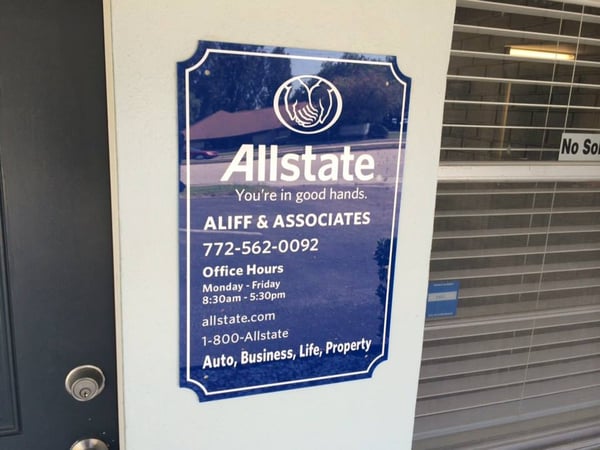 Allstate
You're in good hands.
ALIFF & ASSOCIATES
772-562-0092
Office Hours
Monday - Friday
8:30am - 5:30pm
allstate.com
1-800-Allstate
Auto, Business, Life, Property
No